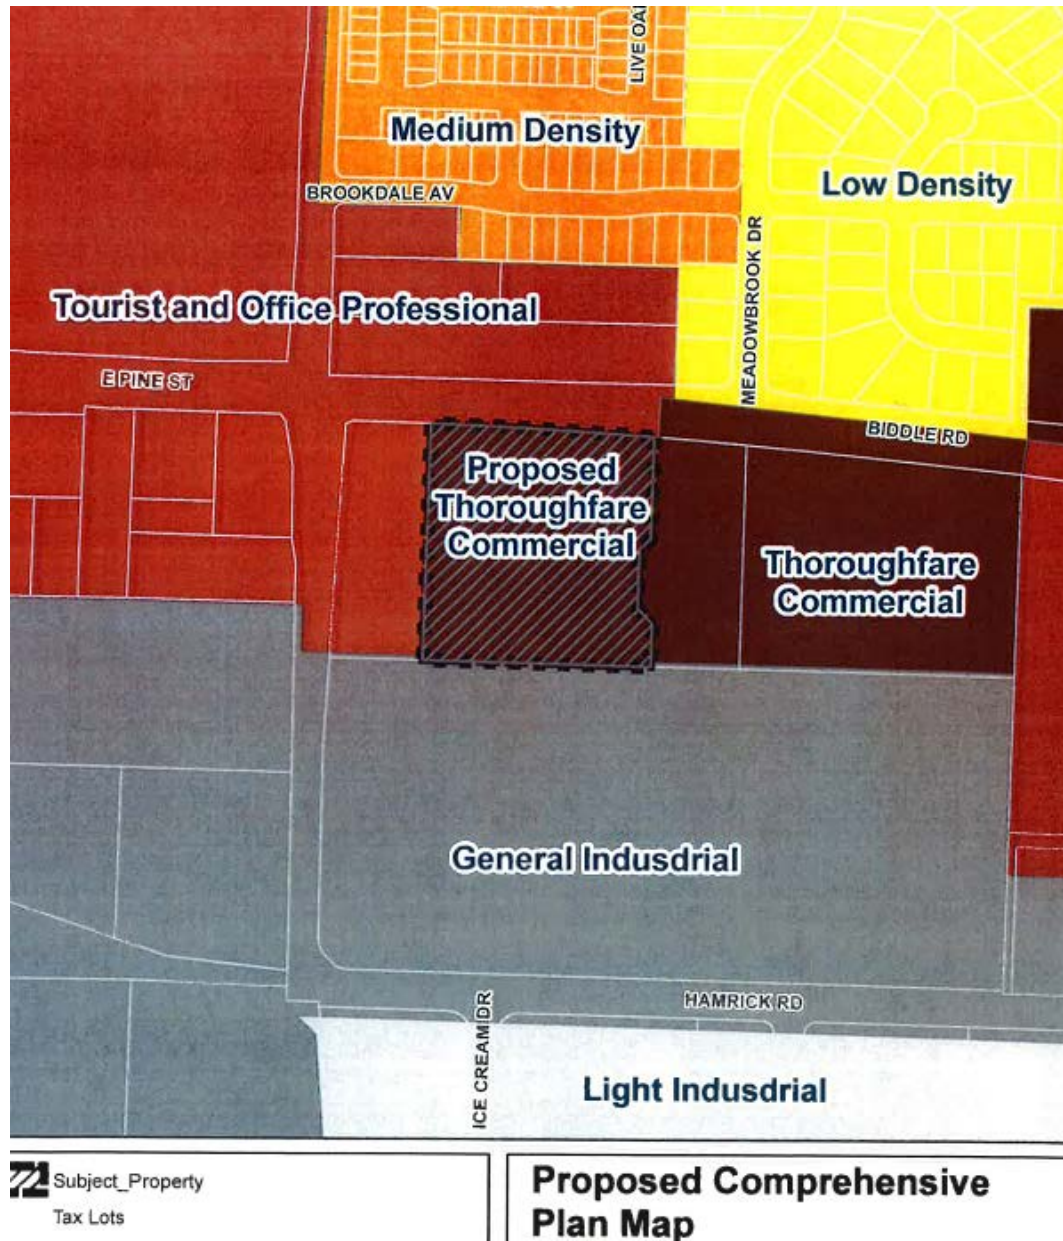 LIVE OA
Medium Density
Low Density
BROOKDALE AV
MEADOWBROOK DR
Tourist and Office Professional
E PINE ST
BIDDLE RD
Proposed
Thoroughfare
Commercial
Thoroughfare
Commercial
General Indusdrial
HAMRICK RD
ICE CREAM DR
Light Indusdrial
Subject_Property
Tax Lots
Proposed Comprehensive
Plan Map